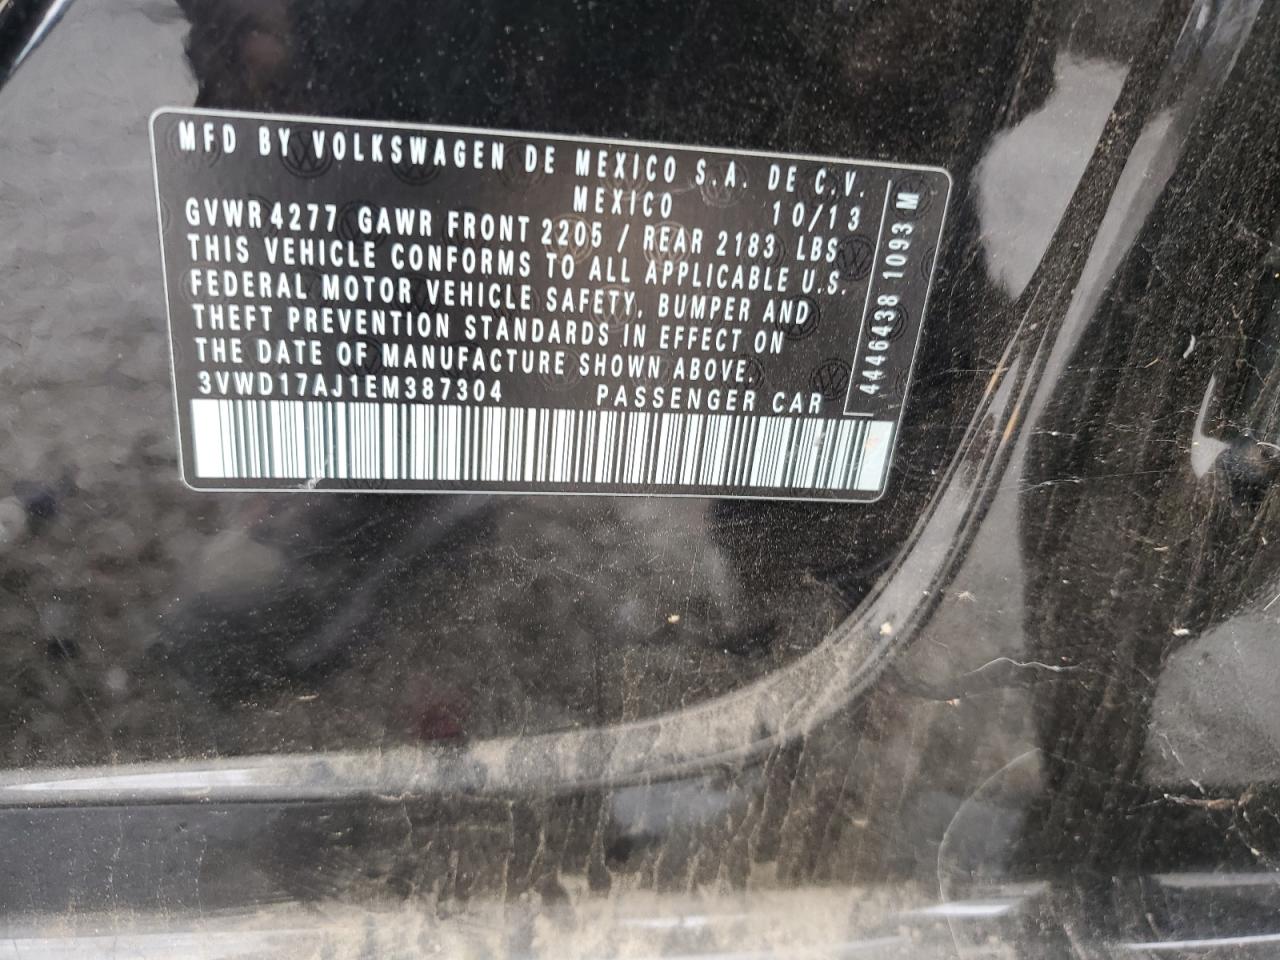 MFD BY VOLKSWAGEN DE MEXICO S.A. DE C.V.
MEXICO 10/13
GVWR 4277 GAWR FRONT 2205 / REAR 2183 LBS
THIS VEHICLE CONFORMS TO ALL APPLICABLE U.S.
FEDERAL MOTOR VEHICLE SAFETY, BUMPER AND
THEFT PREVENTION STANDARDS IN EFFECT ON
THE DATE OF MANUFACTURE SHOWN ABOVE.
3VWD17AJ1EM387304 PASSENGER CAR
4446438 1093 M